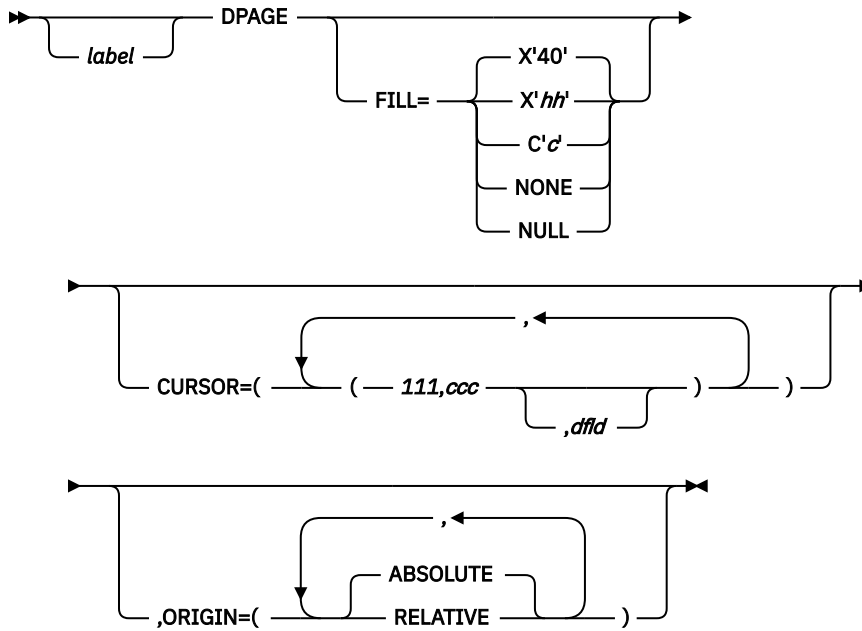 DPAGE
label
X'40'
FILL= X'hh'
C'c'
NONE
NULL
,
CURSOR=( ( 111,ccc ) )
,dfld
,
ABSOLUTE
,ORIGIN=( RELATIVE )